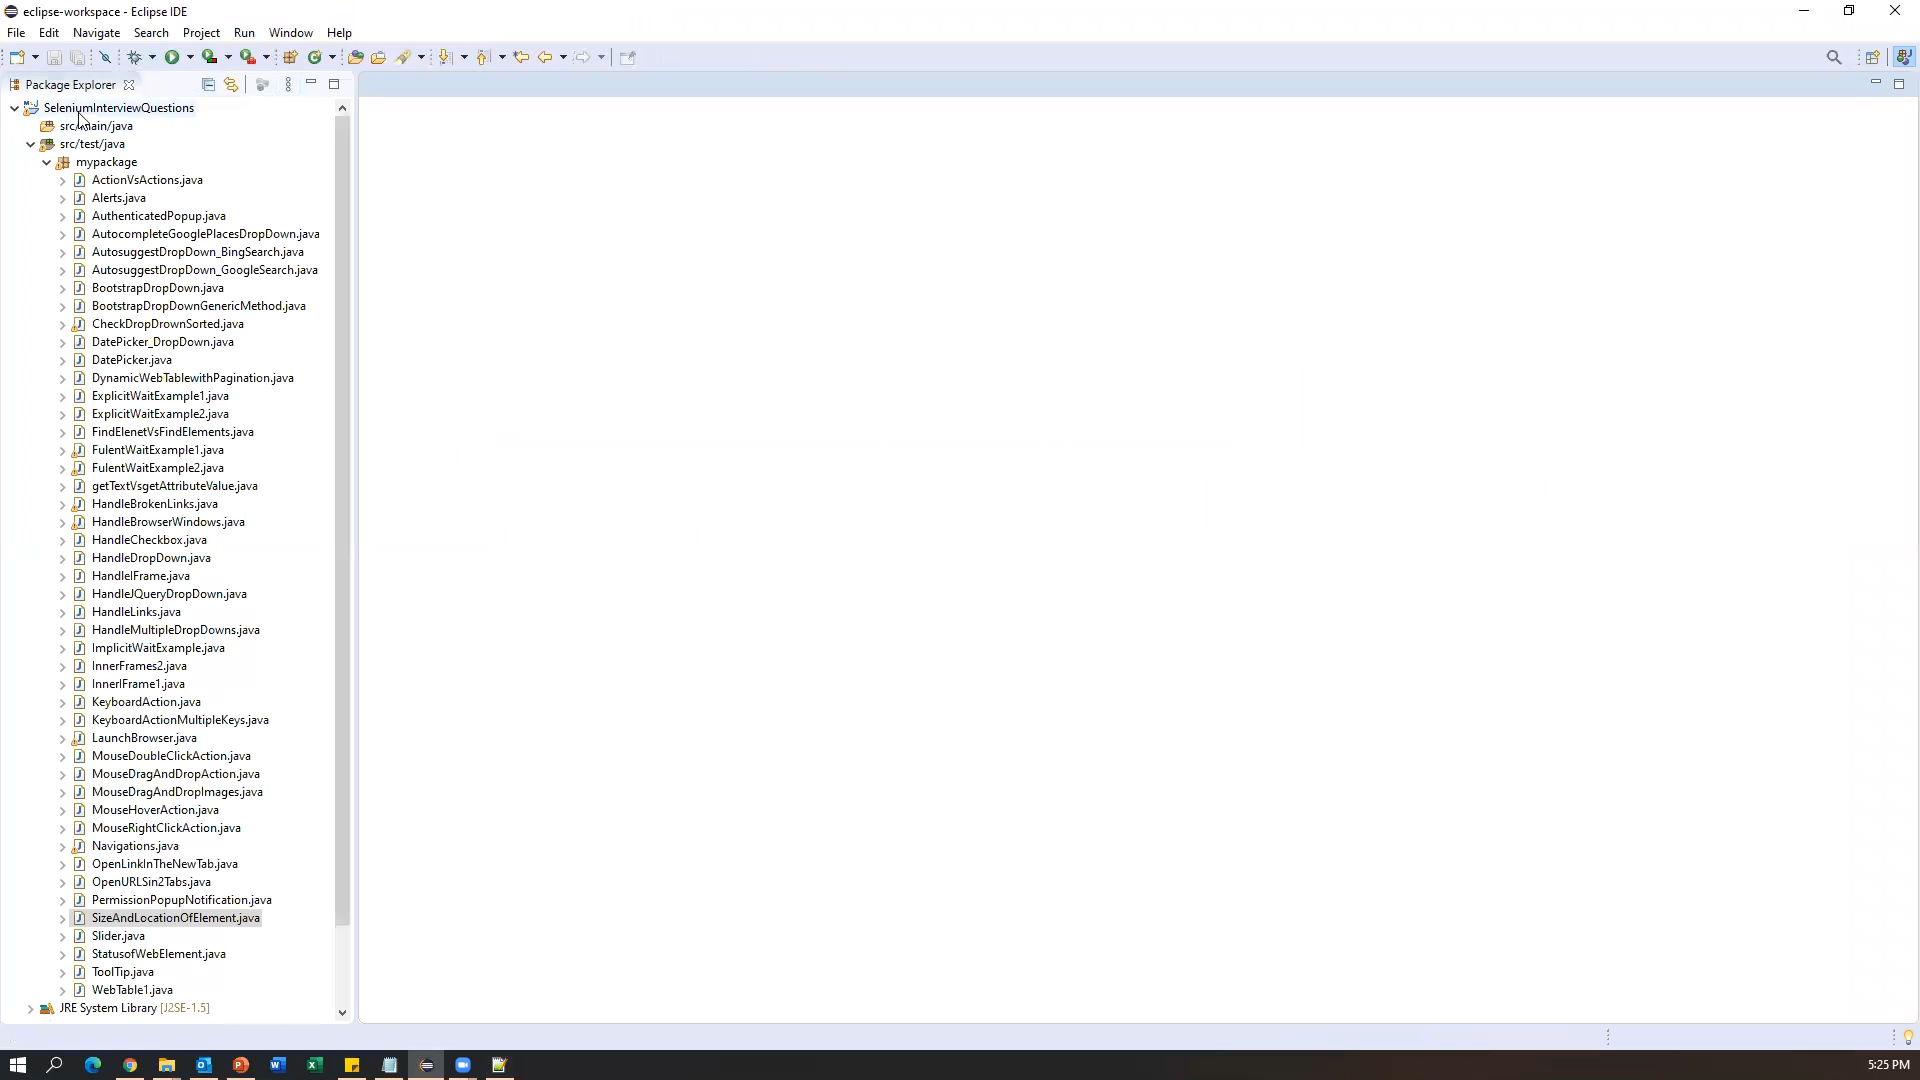 eclipse-workspace - Eclipse IDE
File Edit Navigate Search Project Run Window Help
Package Explorer
SeleniumInterviewQuestions
src/main/java
src/test/java
mypackage
ActionVsActions.java
Alerts.java
AuthenticatedPopup.java
AutocompleteGooglePlacesDropDown.java
AutosuggestDropDown_BingSearch.java
AutosuggestDropDown_GoogleSearch.java
BootstrapDropDown.java
BootstrapDropDownGenericMethod.java
CheckDropDrownSorted.java
DatePicker_DropDown.java
DatePicker.java
DynamicWebTablewithPagination.java
ExplicitWaitExample1.java
ExplicitWaitExample2.java
FindElenetVsFindElements.java
FulentWaitExample1.java
FulentWaitExample2.java
getTextVsgetAttributeValue.java
HandleBrokenLinks.java
HandleBrowserWindows.java
HandleCheckbox.java
HandleDropDown.java
HandleIFrame.java
HandleJQueryDropDown.java
HandleLinks.java
HandleMultipleDropDowns.java
ImplicitWaitExample.java
InnerFrames2.java
InnerIFrame1.java
KeyboardAction.java
KeyboardActionMultipleKeys.java
LaunchBrowser.java
MouseDoubleClickAction.java
MouseDragAndDropAction.java
MouseDragAndDropImages.java
MouseHoverAction.java
MouseRightClickAction.java
Navigations.java
OpenLinkInTheNewTab.java
OpenURLSin2Tabs.java
PermissionPopupNotification.java
SizeAndLocationOfElement.java
Slider.java
StatusofWebElement.java
ToolTip.java
WebTable1.java
JRE System Library [J2SE-1.5]
5:25 PM